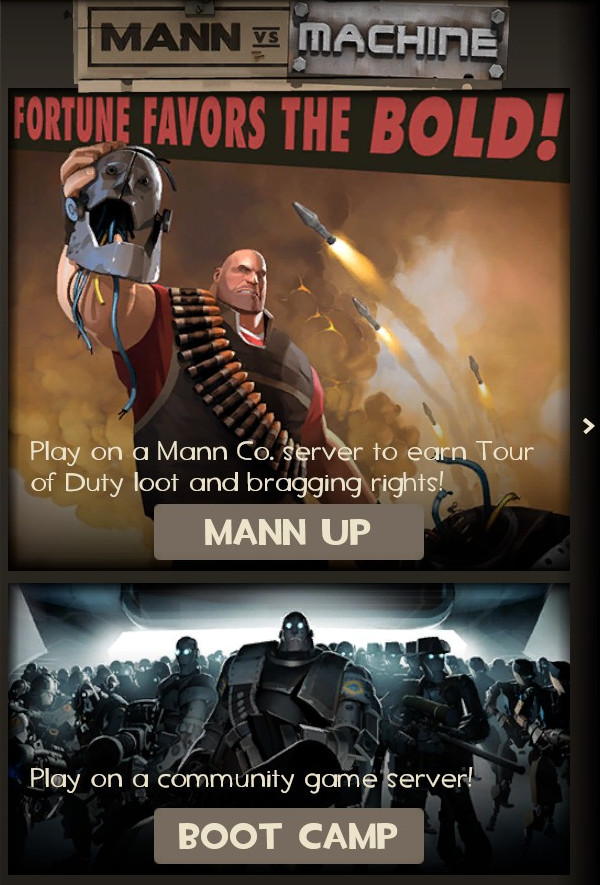 MANN VS MACHINE
FORTUNE FAVORS THE BOLD!
Play on a Mann Co. server to earn Tour
of Duty loot and bragging rights!
MANN UP
Play on a community game server!
BOOT CAMP